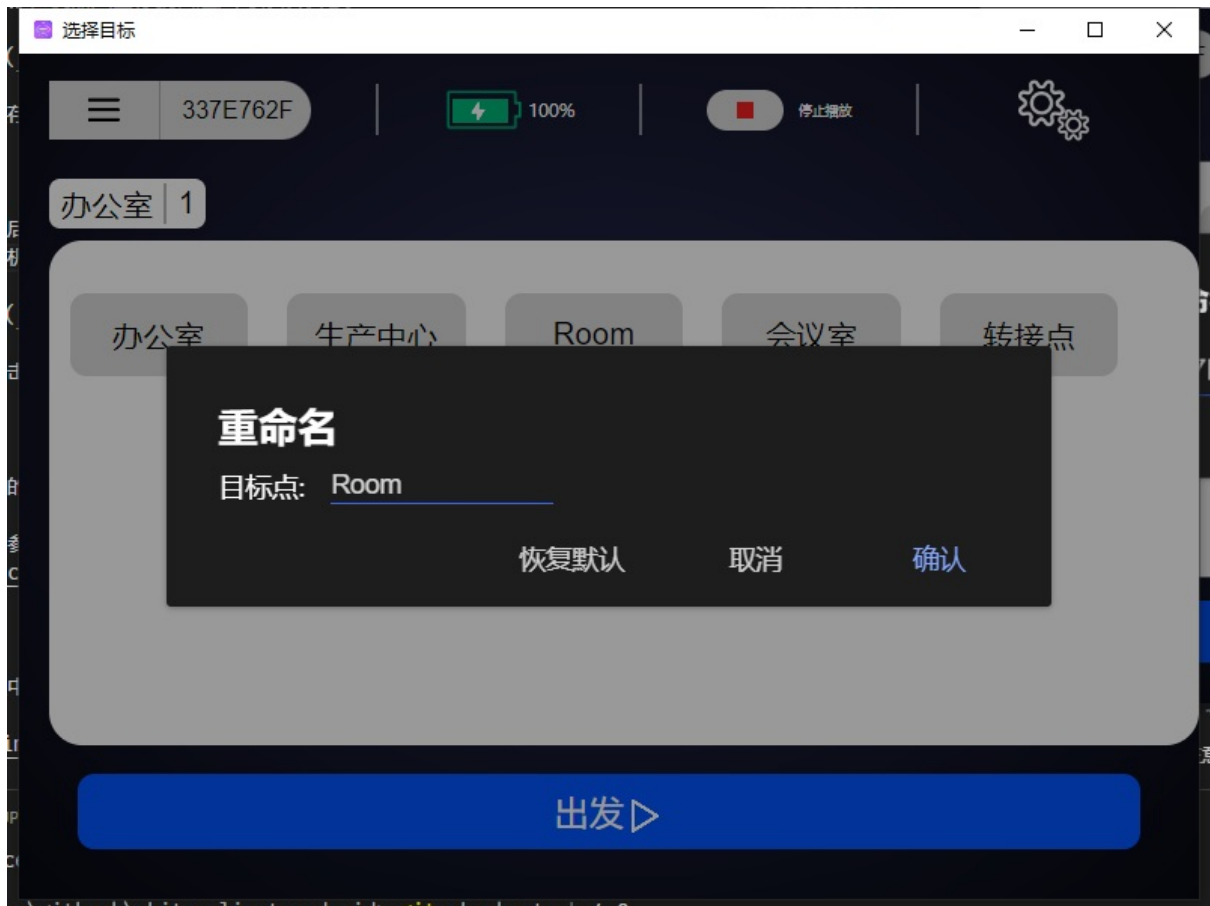 选择目标
337E762F
100%
停止播放
办公室 1
办公室 生产中心 Room 会议室 转接点
重命名
目标点: Room
恢复默认 取消 确认
出发